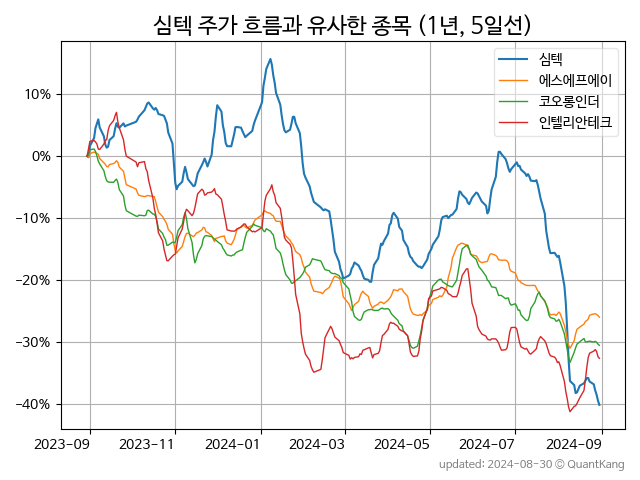 심텍 주가 흐름과 유사한 종목 (1년, 5일선)
심텍
에스에프에이
코오롱인더
인텔리안테크
10%
0%
−10%
−20%
−30%
−40%
2023-09 2023-11 2024-01 2024-03 2024-05 2024-07 2024-09
updated: 2024-08-30 © QuantKang